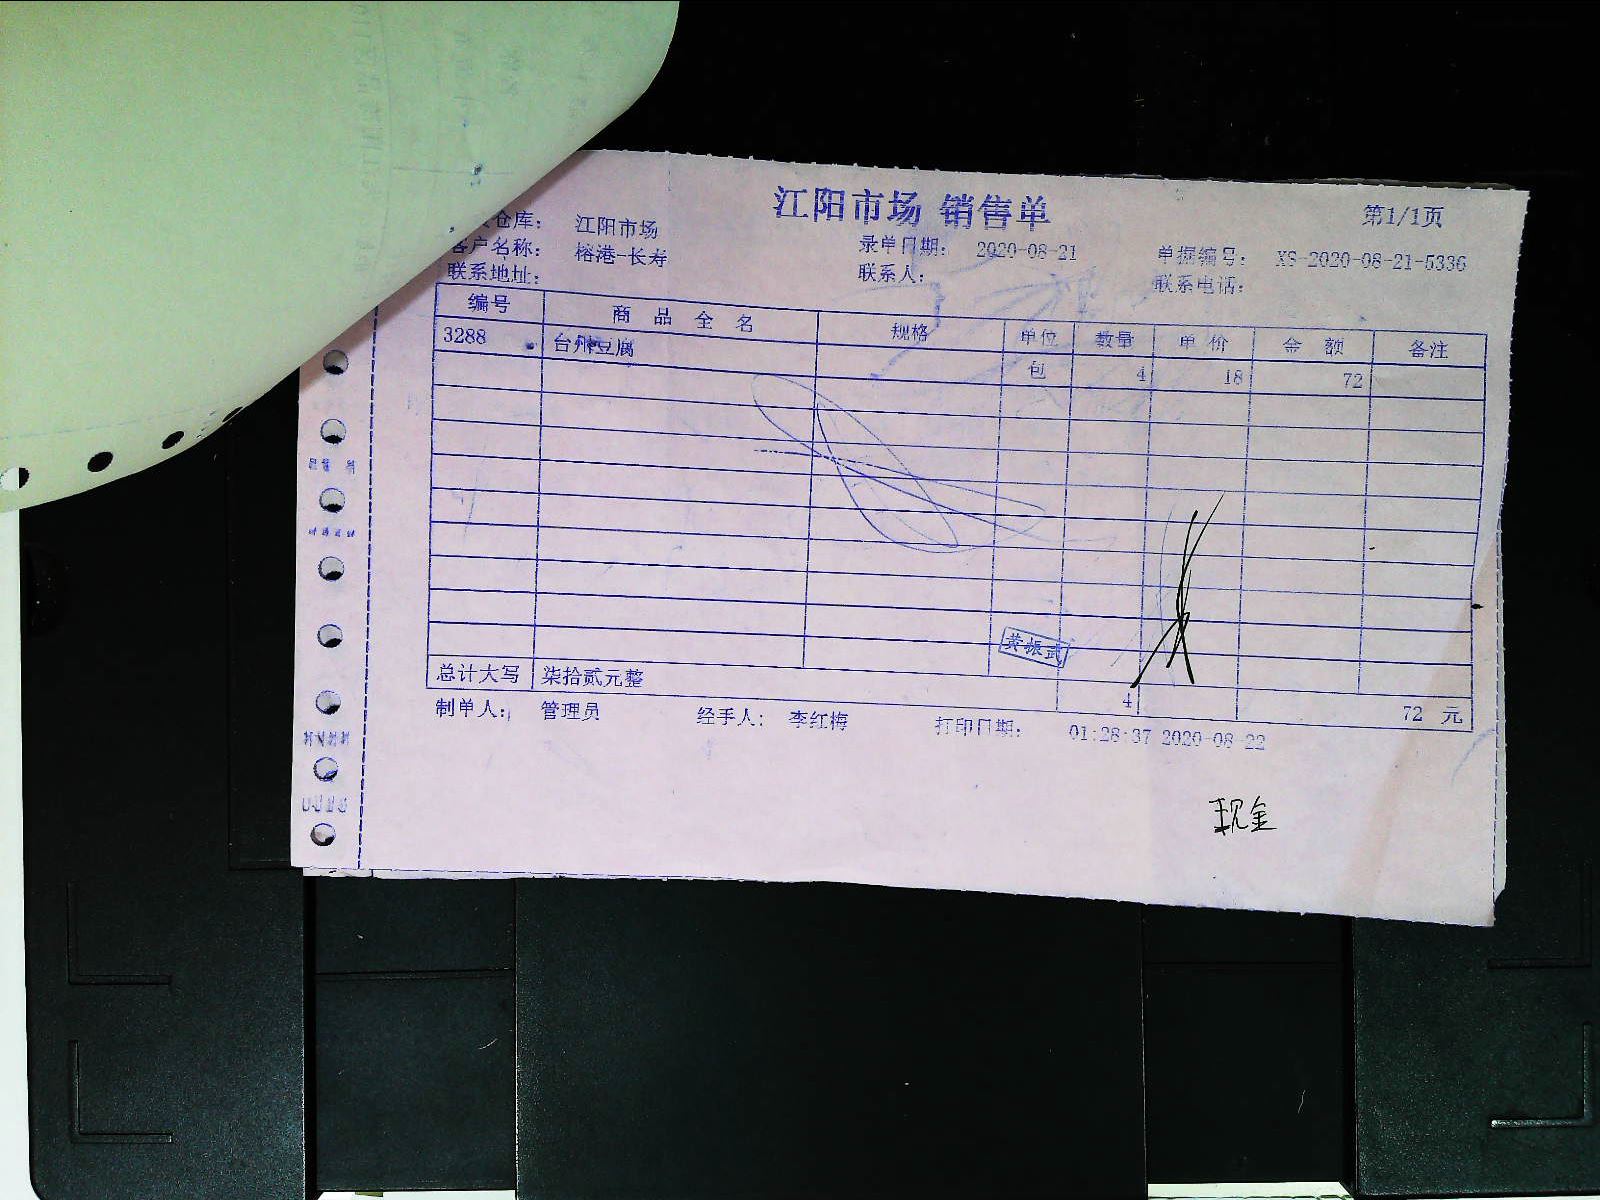 江阳市场 销售单
第1/1页
仓库: 江阳市场
客户名称: 榕港-长寿 录单日期: 2020-08-21 单据编号: XS-2020-08-21-5336
联系地址: 联系人: 联系电话:
编号 商品全名 规格 单位 数量 单价 金额 备注
3288 台州豆腐 包 4 18 72
黄振武
总计大写 柒拾贰元整 4 72 元
制单人: 管理员 经手人: 李红梅 打印日期: 01:28:37 2020-08-22
现金